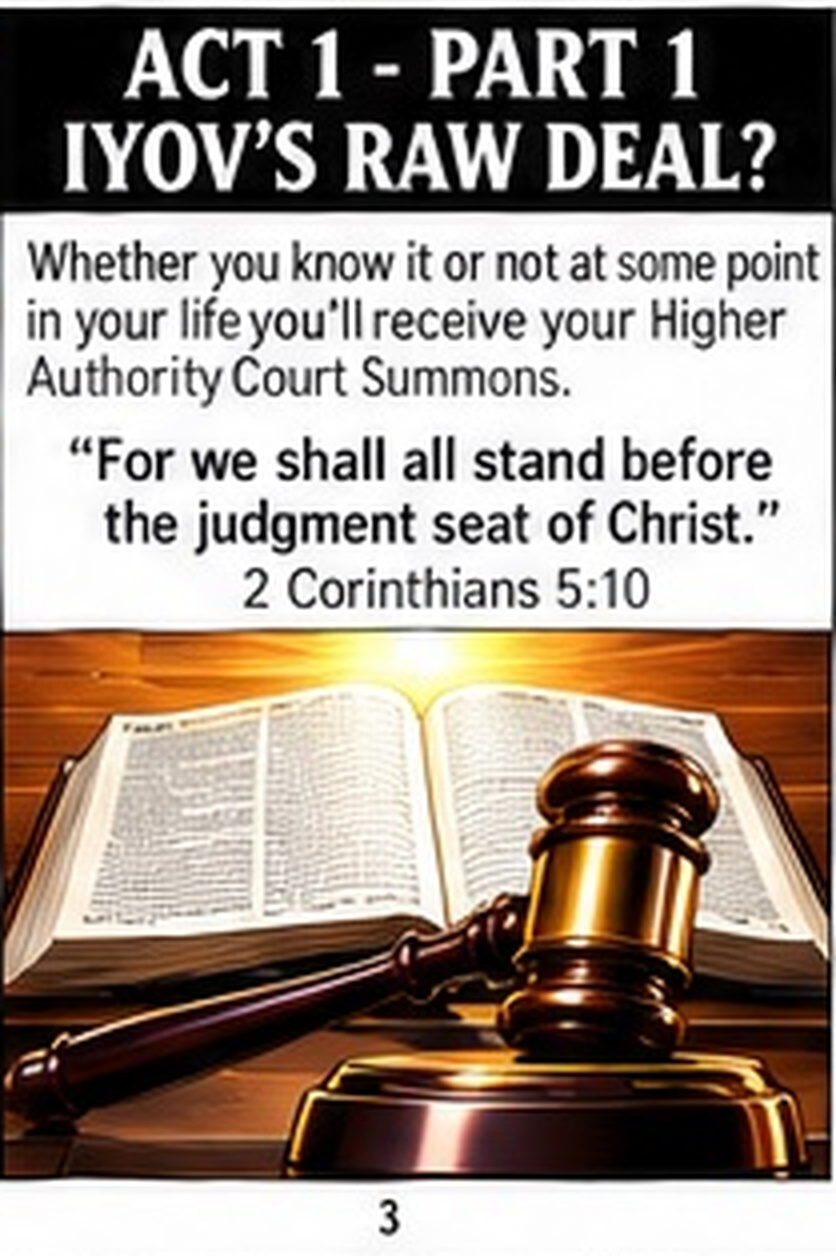 ACT 1 - PART 1
IYOV'S RAW DEAL?
Whether you know it or not at some point
in your life you'll receive your Higher
Authority Court Summons.
“For we shall all stand before
the judgment seat of Christ.”
2 Corinthians 5:10
3